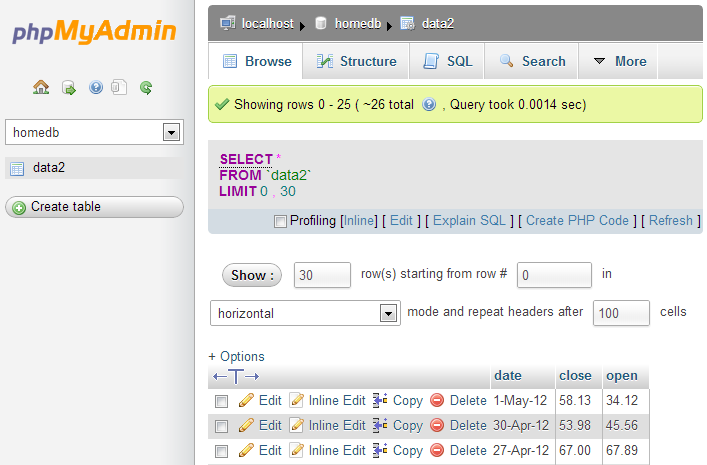 phpMyAdmin
homedb
data2
Create table
localhost homedb data2
Browse Structure SQL Search More
Showing rows 0 - 25 ( ~26 total , Query took 0.0014 sec)
SELECT *
FROM `data2`
LIMIT 0 , 30
Profiling [Inline] [ Edit ] [ Explain SQL ] [ Create PHP Code ] [ Refresh ]
Show : 30 row(s) starting from row # 0 in
horizontal mode and repeat headers after 100 cells
+ Options
←T→ date close open
Edit Inline Edit Copy Delete 1-May-12 58.13 34.12
Edit Inline Edit Copy Delete 30-Apr-12 53.98 45.56
Edit Inline Edit Copy Delete 27-Apr-12 67.00 67.89